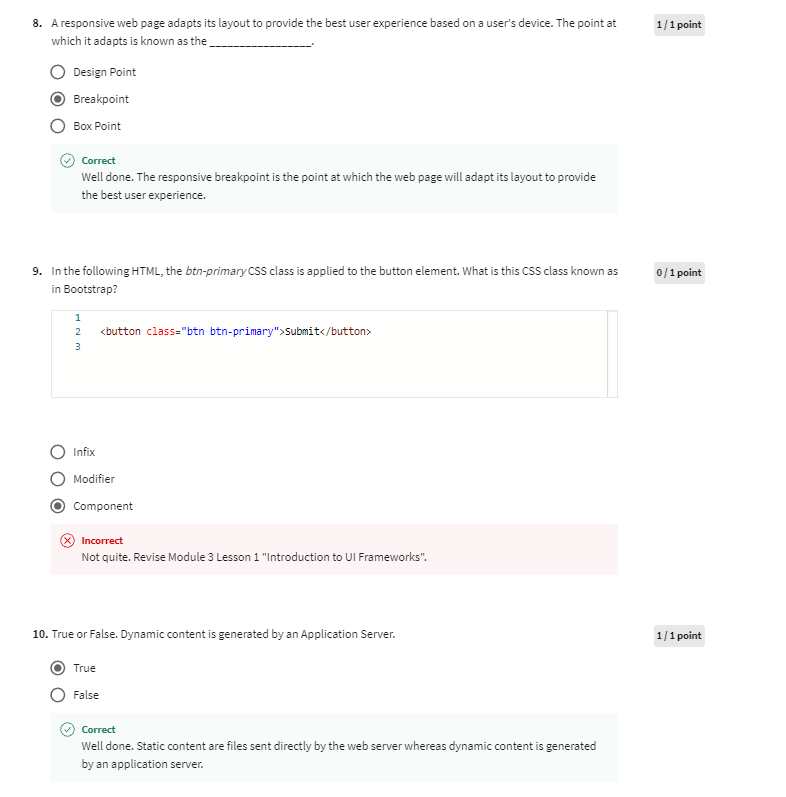 8. A responsive web page adapts its layout to provide the best user experience based on a user's device. The point at 1 / 1 point
which it adapts is known as the _________________.
Design Point
Breakpoint
Box Point
Correct
Well done. The responsive breakpoint is the point at which the web page will adapt its layout to provide
the best user experience.
9. In the following HTML, the btn-primary CSS class is applied to the button element. What is this CSS class known as 0 / 1 point
in Bootstrap?
1
2 <button class="btn btn-primary">Submit</button>
3
Infix
Modifier
Component
Incorrect
Not quite. Revise Module 3 Lesson 1 "Introduction to UI Frameworks".
10. True or False. Dynamic content is generated by an Application Server. 1 / 1 point
True
False
Correct
Well done. Static content are files sent directly by the web server whereas dynamic content is generated
by an application server.